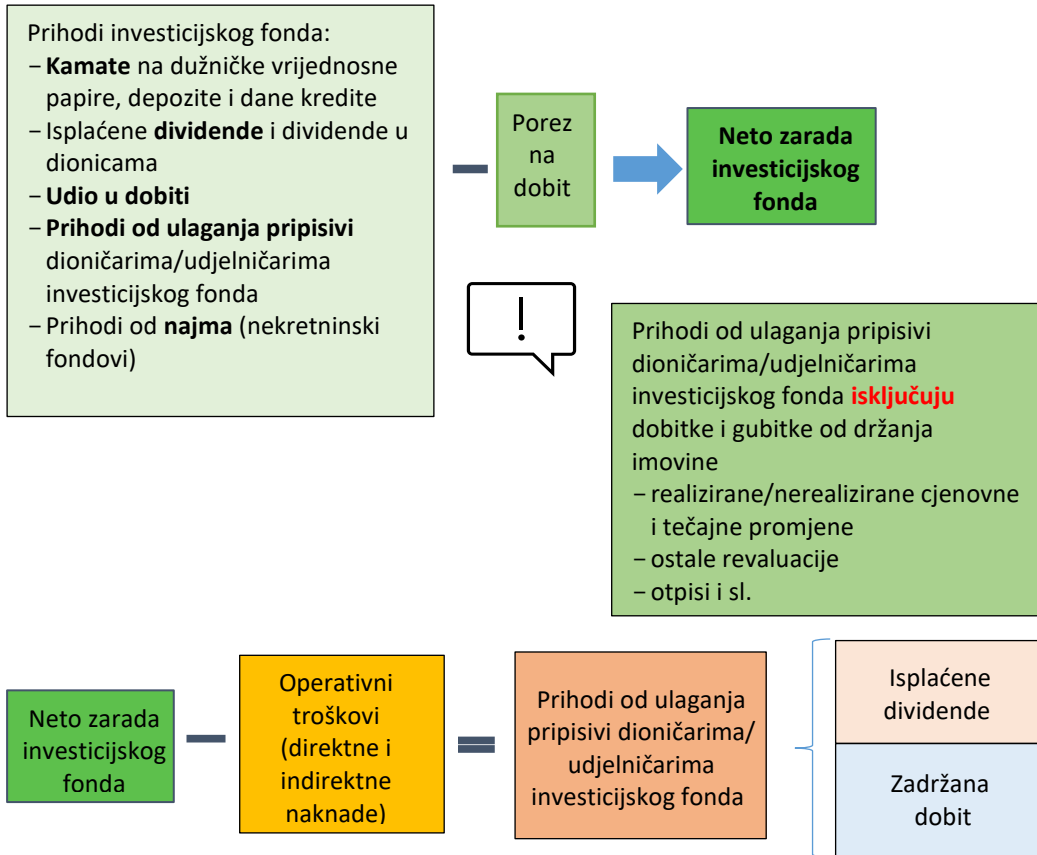 Prihodi investicijskog fonda:
– Kamate na dužničke vrijednosne
papire, depozite i dane kredite
– Isplaćene dividende i dividende u
dionicama
– Udio u dobiti
– Prihodi od ulaganja pripisivi
dioničarima/udjelničarima
investicijskog fonda
– Prihodi od najma (nekretninski
fondovi)
Porez
na
dobit
Neto zarada
investicijskog
fonda
!
Prihodi od ulaganja pripisivi
dioničarima/udjelničarima
investicijskog fonda isključuju
dobitke i gubitke od držanja
imovine
– realizirane/nerealizirane cjenovne
i tečajne promjene
– ostale revaluacije
– otpisi i sl.
Neto zarada
investicijskog
fonda
Operativni
troškovi
(direktne i
indirektne
naknade)
Prihodi od ulaganja
pripisivi dioničarima/
udjelničarima
investicijskog fonda
Isplaćene
dividende
Zadržana
dobit